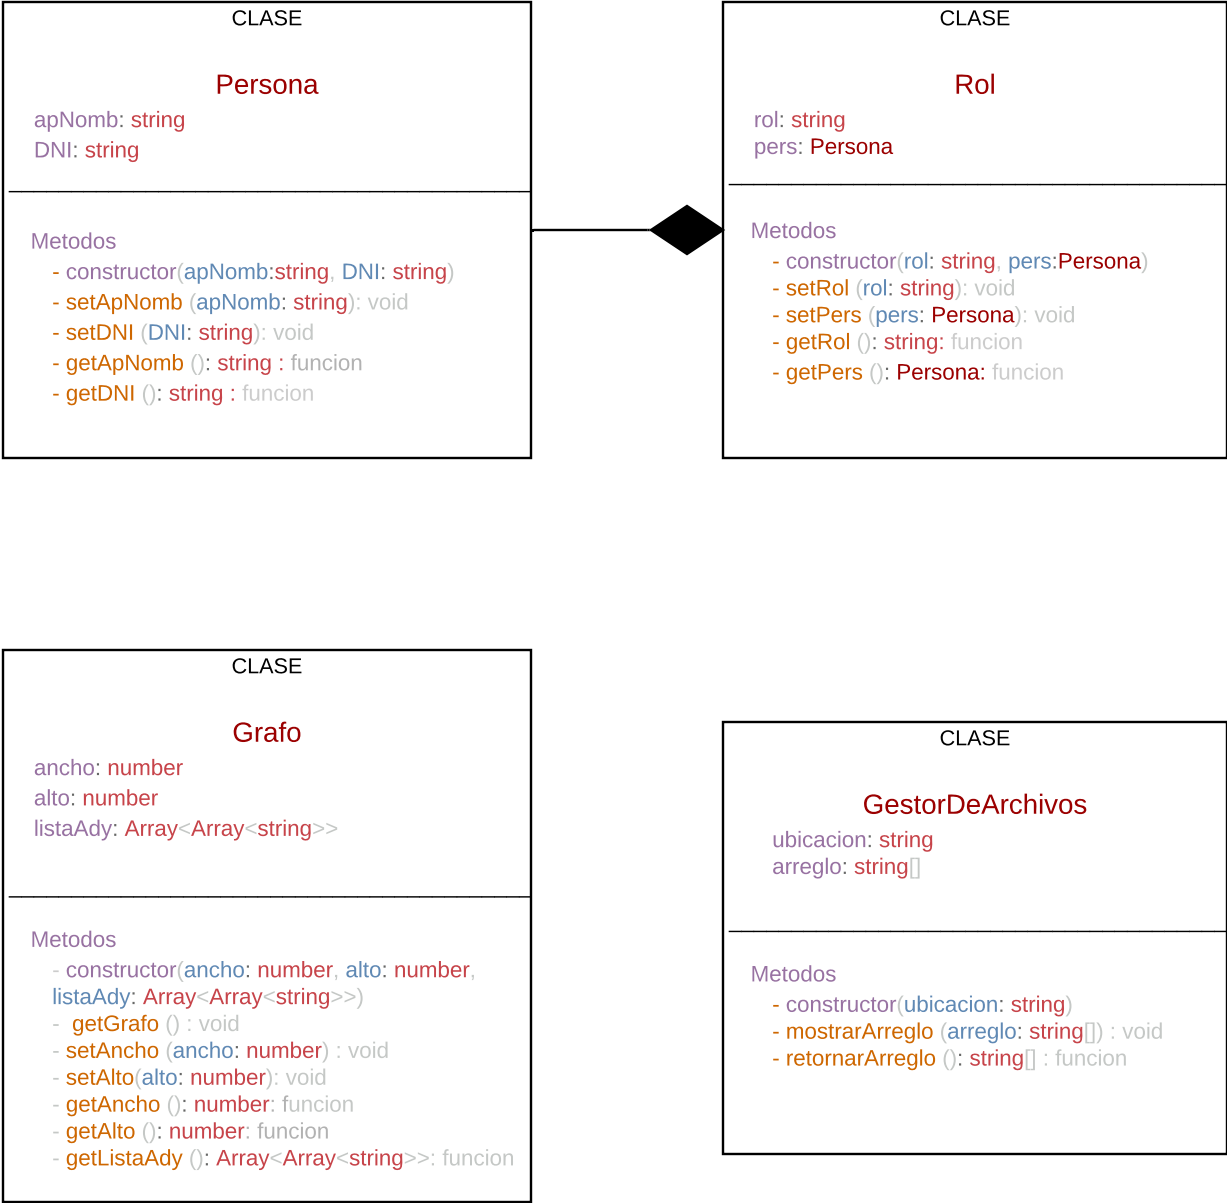 CLASE
Persona
apNomb: string
DNI: string
Metodos
- constructor(apNomb:string, DNI: string)
- setApNomb (apNomb: string): void
- setDNI (DNI: string): void
- getApNomb (): string : funcion
- getDNI (): string : funcion
CLASE
Rol
rol: string
pers: Persona
Metodos
- constructor(rol: string, pers:Persona)
- setRol (rol: string): void
- setPers (pers: Persona): void
- getRol (): string: funcion
- getPers (): Persona: funcion
CLASE
Grafo
ancho: number
alto: number
listaAdy: Array<Array<string>>
Metodos
- constructor(ancho: number, alto: number,
listaAdy: Array<Array<string>>)
- getGrafo () : void
- setAncho (ancho: number) : void
- setAlto(alto: number): void
- getAncho (): number: funcion
- getAlto (): number: funcion
- getListaAdy (): Array<Array<string>>: funcion
CLASE
GestorDeArchivos
ubicacion: string
arreglo: string[]
Metodos
- constructor(ubicacion: string)
- mostrarArreglo (arreglo: string[]) : void
- retornarArreglo (): string[] : funcion